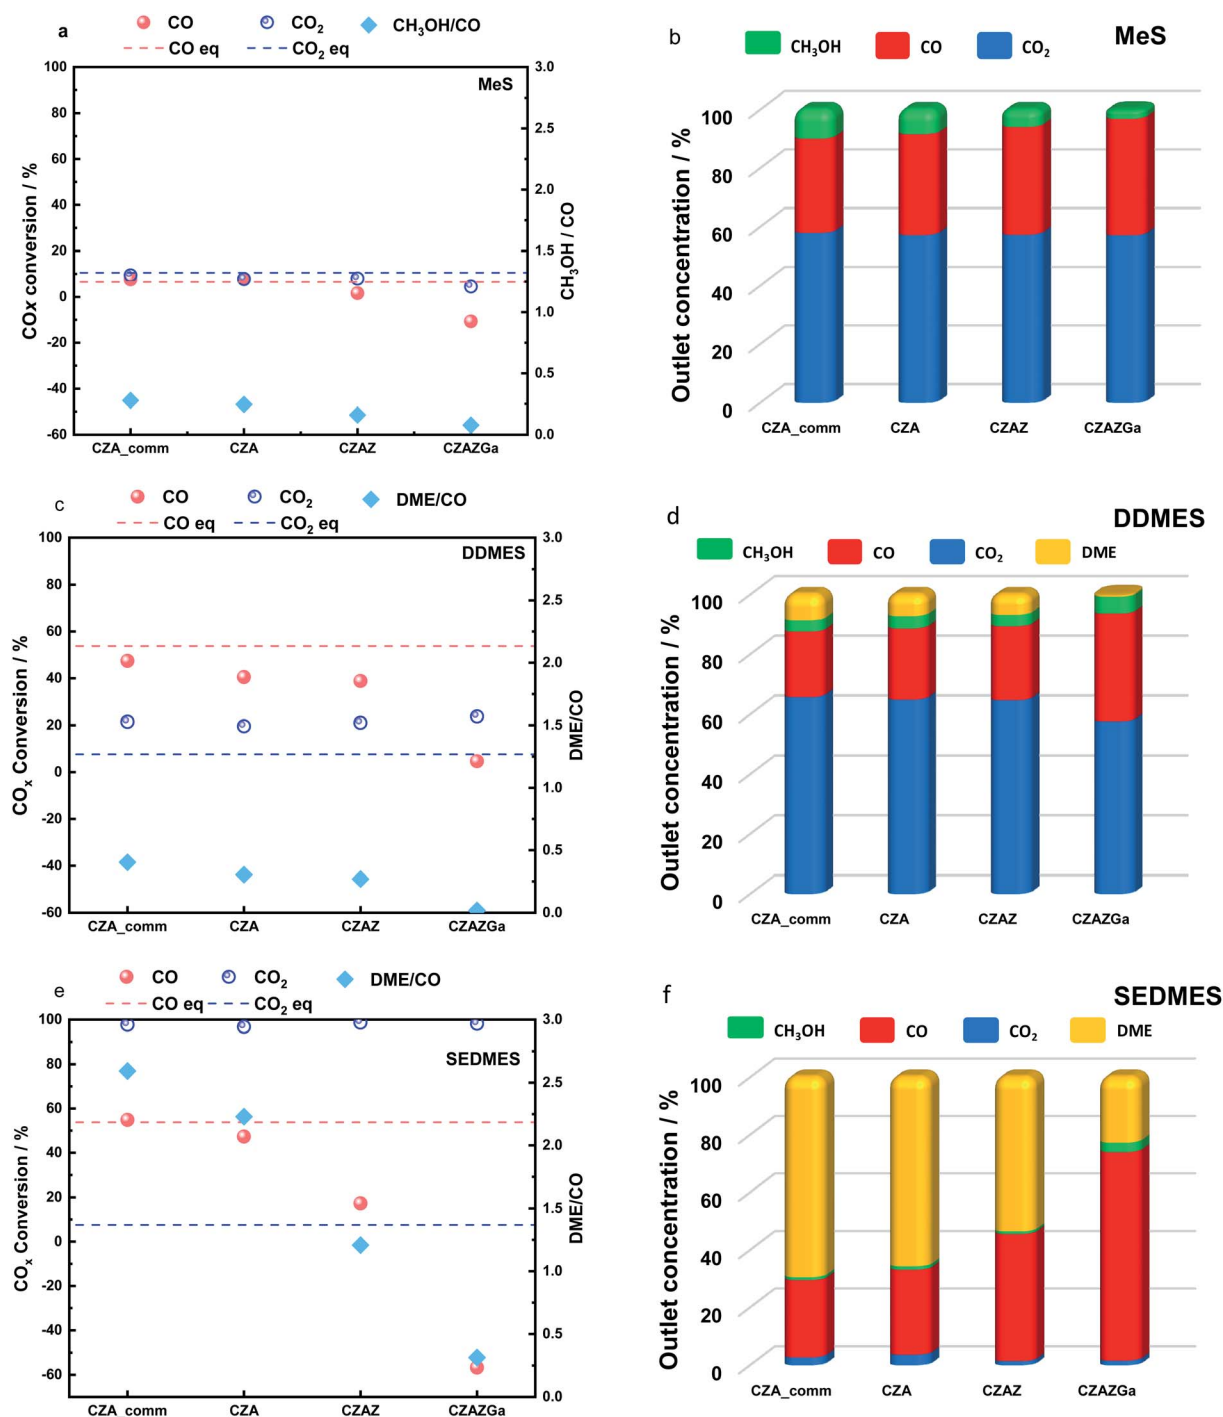 a
CO CO2 CH3OH/CO
CO eq CO2 eq
MeS
COx conversion / %
100
80
60
40
20
0
-20
-40
-60
3.0
2.5
2.0
1.5
1.0
0.5
0.0
CH3OH / CO
CZA_comm CZA CZAZ CZAZGa
b
MeS
CH3OH CO CO2
Outlet concentration / %
100
80
60
40
20
0
CZA_comm CZA CZAZ CZAZGa
c
CO CO2 DME/CO
CO eq CO2 eq
DDMES
COx Conversion / %
100
80
60
40
20
0
-20
-40
-60
3.0
2.5
2.0
1.5
1.0
0.5
0.0
DME/CO
CZA_comm CZA CZAZ CZAZGa
d
DDMES
CH3OH CO CO2 DME
Outlet concentration / %
100
80
60
40
20
0
CZA_comm CZA CZAZ CZAZGa
e
CO CO2 DME/CO
CO eq CO2 eq
SEDMES
COx Conversion / %
100
80
60
40
20
0
-20
-40
-60
3.0
2.5
2.0
1.5
1.0
0.5
0.0
DME/CO
CZA_comm CZA CZAZ CZAZGa
f
SEDMES
CH3OH CO CO2 DME
Outlet concentration / %
100
80
60
40
20
0
CZA_comm CZA CZAZ CZAZGa